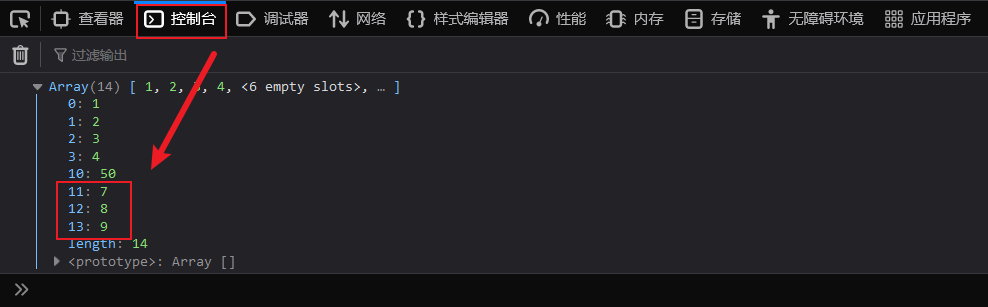 查看器 控制台 调试器 网络 样式编辑器 性能 内存 存储 无障碍环境 应用程序
过滤输出
Array(14) [ 1, 2, 3, 4, <6 empty slots>, … ]
0: 1
1: 2
2: 3
3: 4
10: 50
11: 7
12: 8
13: 9
length: 14
<prototype>: Array []